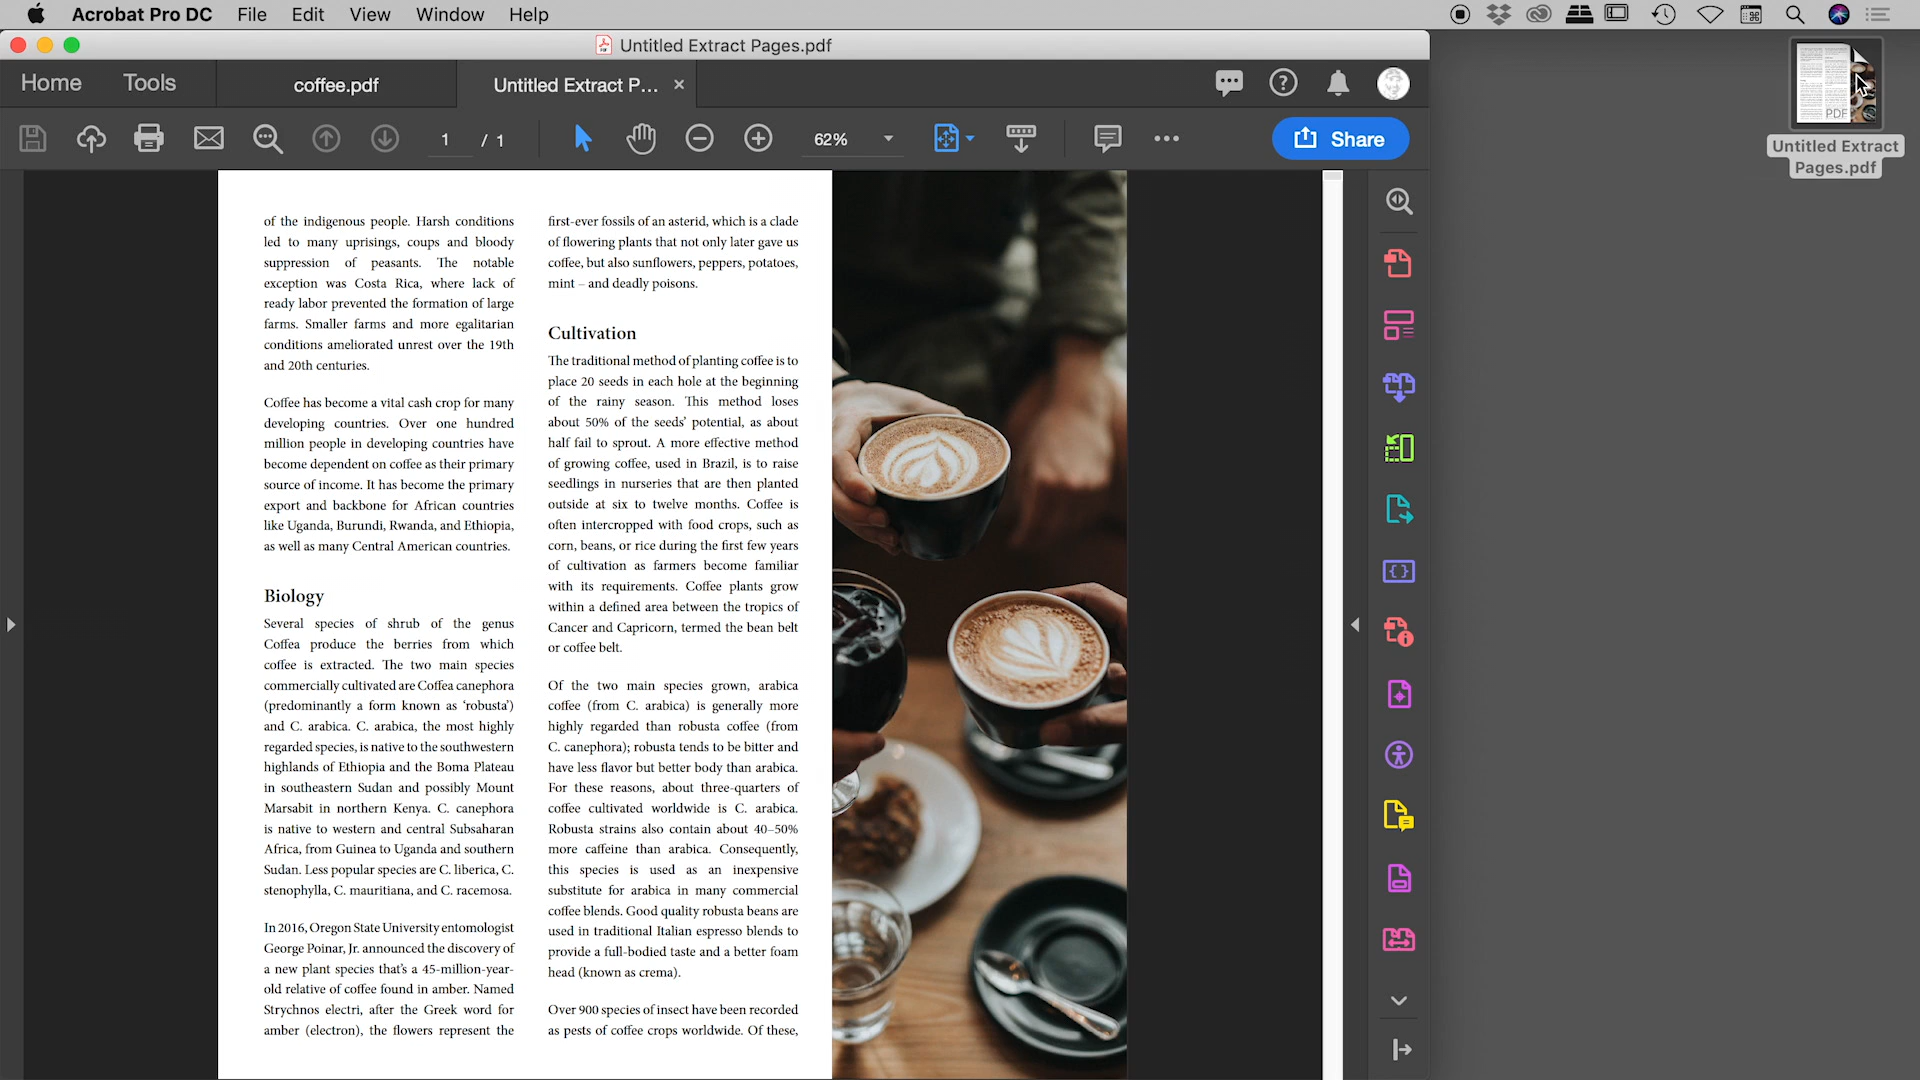 Acrobat Pro DC File Edit View Window Help
Untitled Extract Pages.pdf
Home Tools coffee.pdf Untitled Extract P... ×
1 / 1 62% Share
of the indigenous people. Harsh conditions
led to many uprisings, coups and bloody
suppression of peasants. The notable
exception was Costa Rica, where lack of
ready labor prevented the formation of large
farms. Smaller farms and more egalitarian
conditions ameliorated unrest over the 19th
and 20th centuries.
Coffee has become a vital cash crop for many
developing countries. Over one hundred
million people in developing countries have
become dependent on coffee as their primary
source of income. It has become the primary
export and backbone for African countries
like Uganda, Burundi, Rwanda, and Ethiopia,
as well as many Central American countries.
Biology
Several species of shrub of the genus
Coffea produce the berries from which
coffee is extracted. The two main species
commercially cultivated are Coffea canephora
(predominantly a form known as ‘robusta’)
and C. arabica. C. arabica, the most highly
regarded species, is native to the southwestern
highlands of Ethiopia and the Boma Plateau
in southeastern Sudan and possibly Mount
Marsabit in northern Kenya. C. canephora
is native to western and central Subsaharan
Africa, from Guinea to Uganda and southern
Sudan. Less popular species are C. liberica, C.
stenophylla, C. mauritiana, and C. racemosa.
In 2016, Oregon State University entomologist
George Poinar, Jr. announced the discovery of
a new plant species that’s a 45-million-year-
old relative of coffee found in amber. Named
Strychnos electri, after the Greek word for
amber (electron), the flowers represent the
first-ever fossils of an asterid, which is a clade
of flowering plants that not only later gave us
coffee, but also sunflowers, peppers, potatoes,
mint – and deadly poisons.
Cultivation
The traditional method of planting coffee is to
place 20 seeds in each hole at the beginning
of the rainy season. This method loses
about 50% of the seeds’ potential, as about
half fail to sprout. A more effective method
of growing coffee, used in Brazil, is to raise
seedlings in nurseries that are then planted
outside at six to twelve months. Coffee is
often intercropped with food crops, such as
corn, beans, or rice during the first few years
of cultivation as farmers become familiar
with its requirements. Coffee plants grow
within a defined area between the tropics of
Cancer and Capricorn, termed the bean belt
or coffee belt.
Of the two main species grown, arabica
coffee (from C. arabica) is generally more
highly regarded than robusta coffee (from
C. canephora); robusta tends to be bitter and
have less flavor but better body than arabica.
For these reasons, about three-quarters of
coffee cultivated worldwide is C. arabica.
Robusta strains also contain about 40–50%
more caffeine than arabica. Consequently,
this species is used as an inexpensive
substitute for arabica in many commercial
coffee blends. Good quality robusta beans are
used in traditional Italian espresso blends to
provide a full-bodied taste and a better foam
head (known as crema).
Over 900 species of insect have been recorded
as pests of coffee crops worldwide. Of these,
PDF
Untitled Extract
Pages.pdf